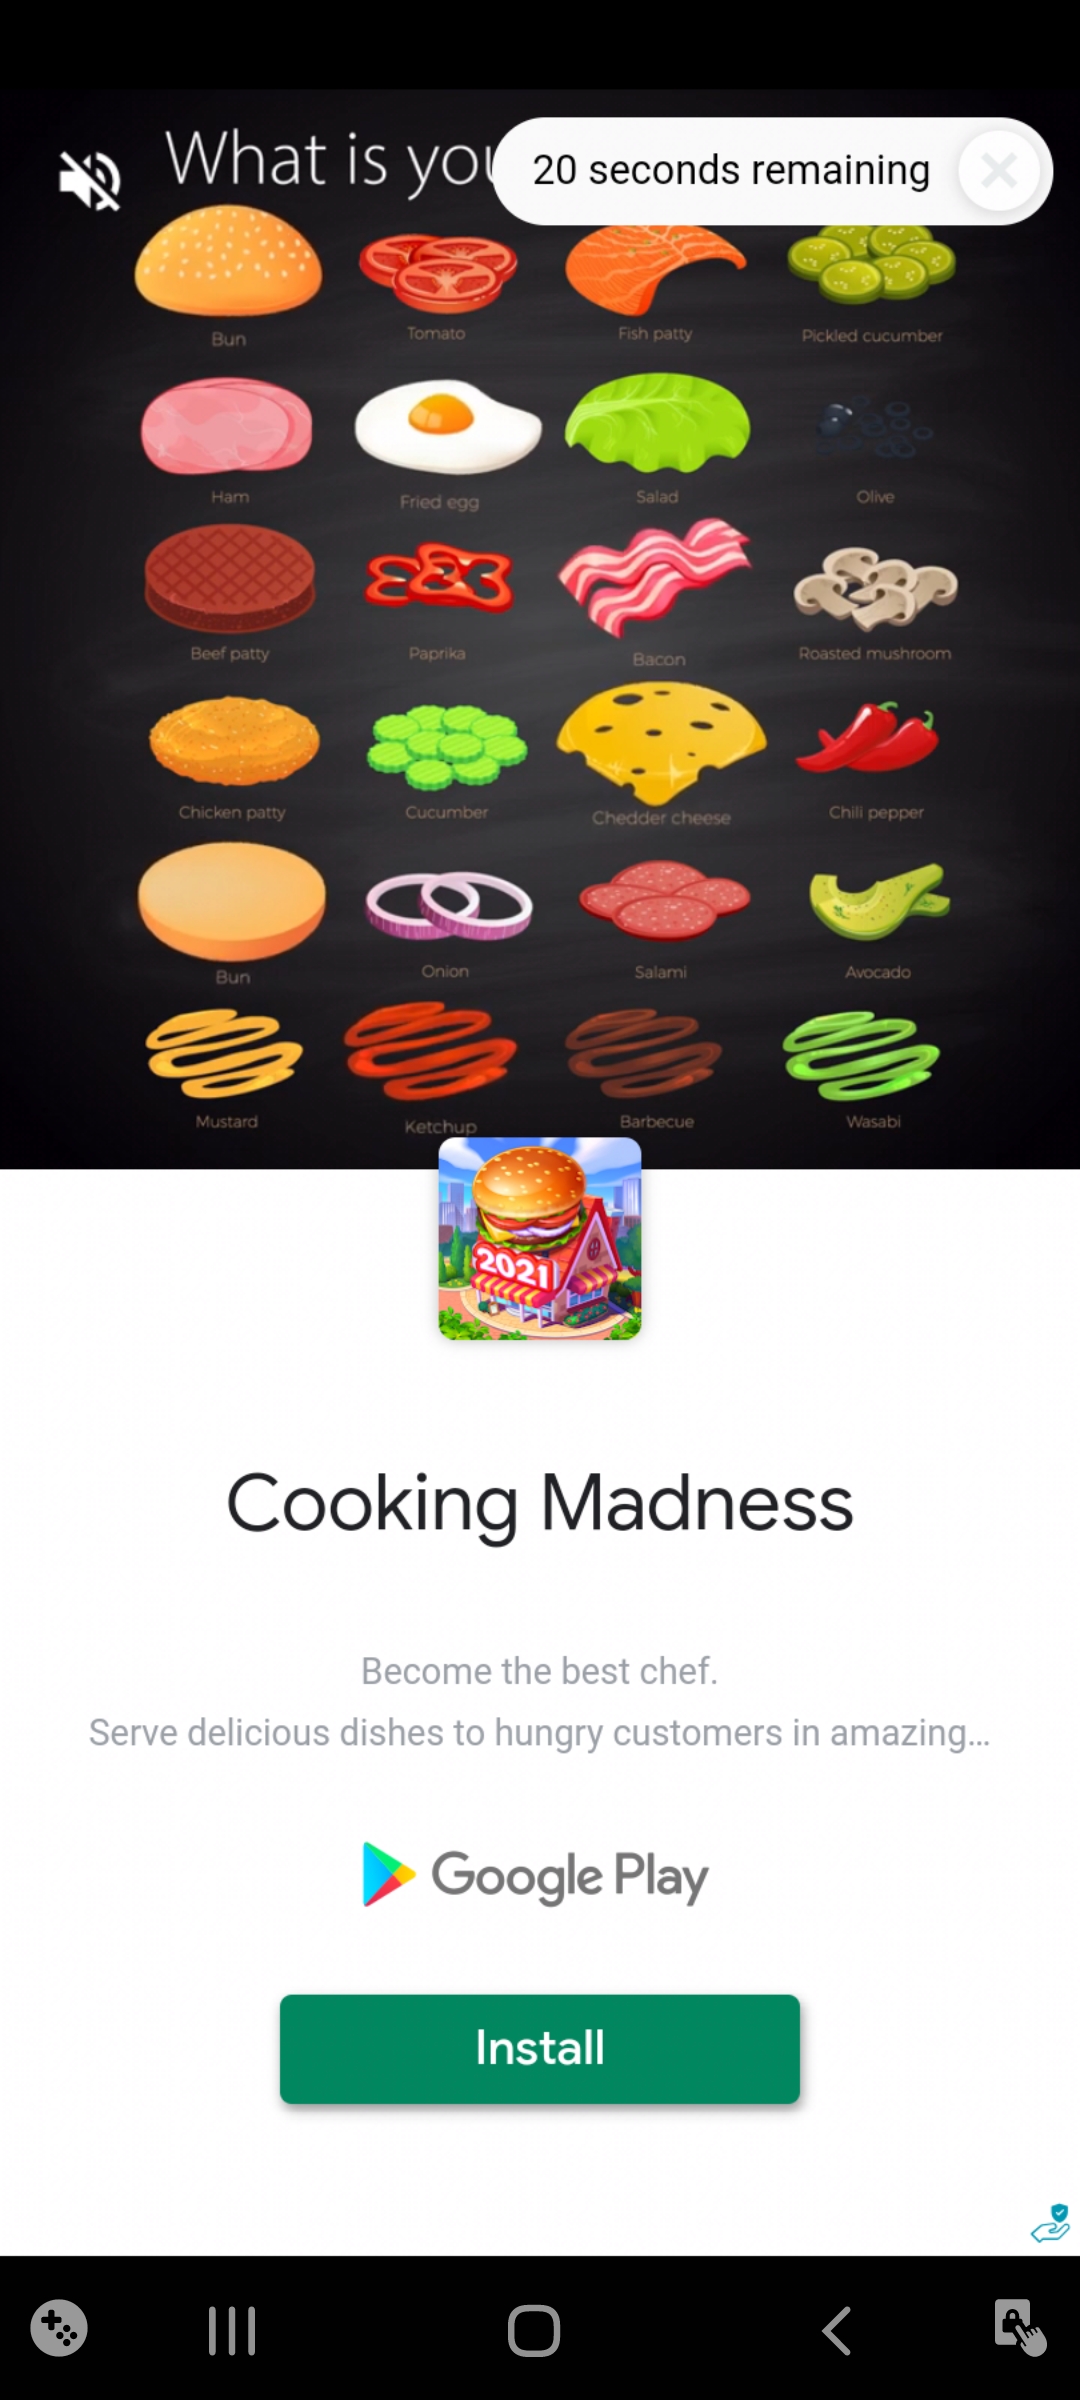 What is you
20 seconds remaining
Bun
Tomato
Fish patty
Pickled cucumber
Ham
Fried egg
Salad
Olive
Beef patty
Paprika
Bacon
Roasted mushroom
Chicken patty
Cucumber
Chedder cheese
Chili pepper
Bun
Onion
Salami
Avocado
Mustard
Ketchup
Barbecue
Wasabi
2021
Cooking Madness
Become the best chef.
Serve delicious dishes to hungry customers in amazing...
Google Play
Install